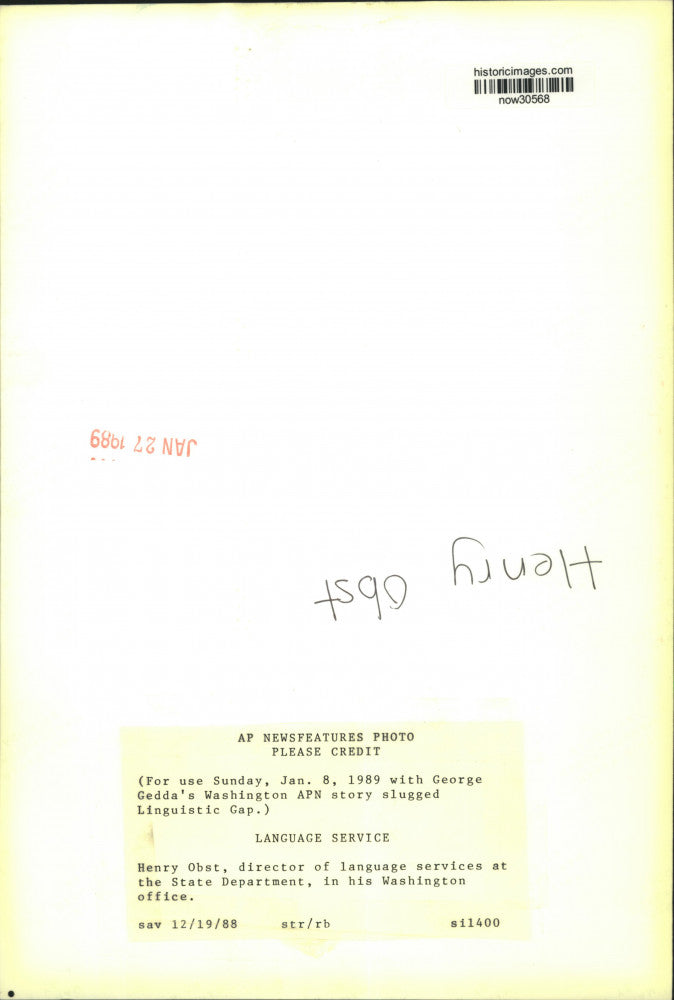 historicimages.com
now30568
JAN 27 1989
Henry Obst
AP NEWSFEATURES PHOTO
PLEASE CREDIT
(For use Sunday, Jan. 8, 1989 with George
Gedda's Washington APN story slugged
Linguistic Gap.)
LANGUAGE SERVICE
Henry Obst, director of language services at
the State Department, in his Washington
office.
sav 12/19/88 str/rb sil400